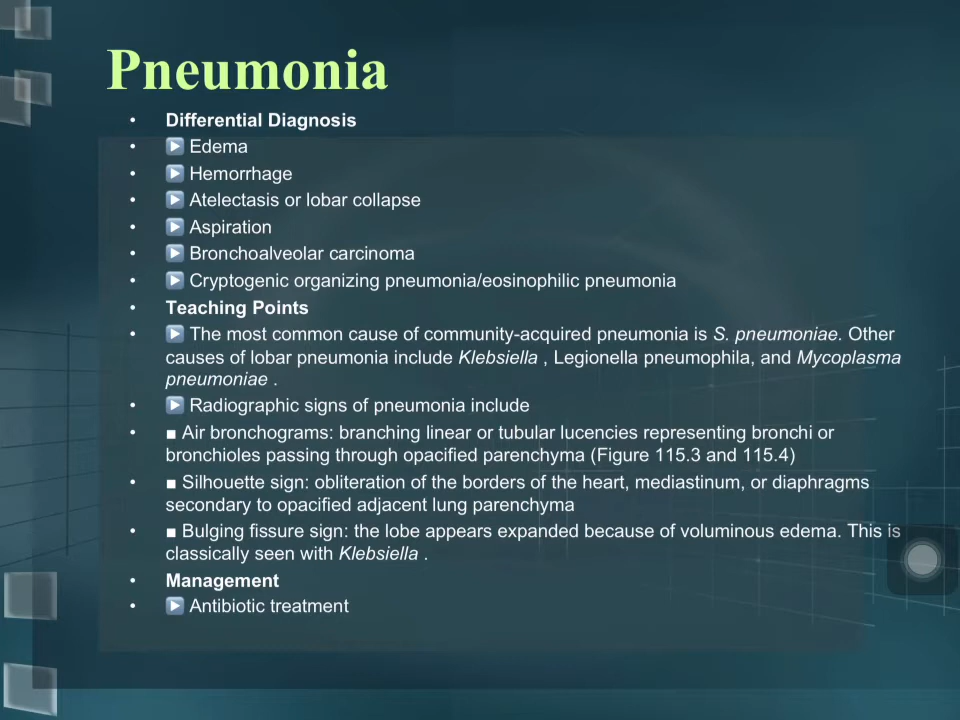 Pneumonia
• Differential Diagnosis
• ▶ Edema
• ▶ Hemorrhage
• ▶ Atelectasis or lobar collapse
• ▶ Aspiration
• ▶ Bronchoalveolar carcinoma
• ▶ Cryptogenic organizing pneumonia/eosinophilic pneumonia
• Teaching Points
• ▶ The most common cause of community-acquired pneumonia is S. pneumoniae. Other
causes of lobar pneumonia include Klebsiella , Legionella pneumophila, and Mycoplasma
pneumoniae .
• ▶ Radiographic signs of pneumonia include
• ■ Air bronchograms: branching linear or tubular lucencies representing bronchi or
bronchioles passing through opacified parenchyma (Figure 115.3 and 115.4)
• ■ Silhouette sign: obliteration of the borders of the heart, mediastinum, or diaphragms
secondary to opacified adjacent lung parenchyma
• ■ Bulging fissure sign: the lobe appears expanded because of voluminous edema. This is
classically seen with Klebsiella .
• Management
• ▶ Antibiotic treatment